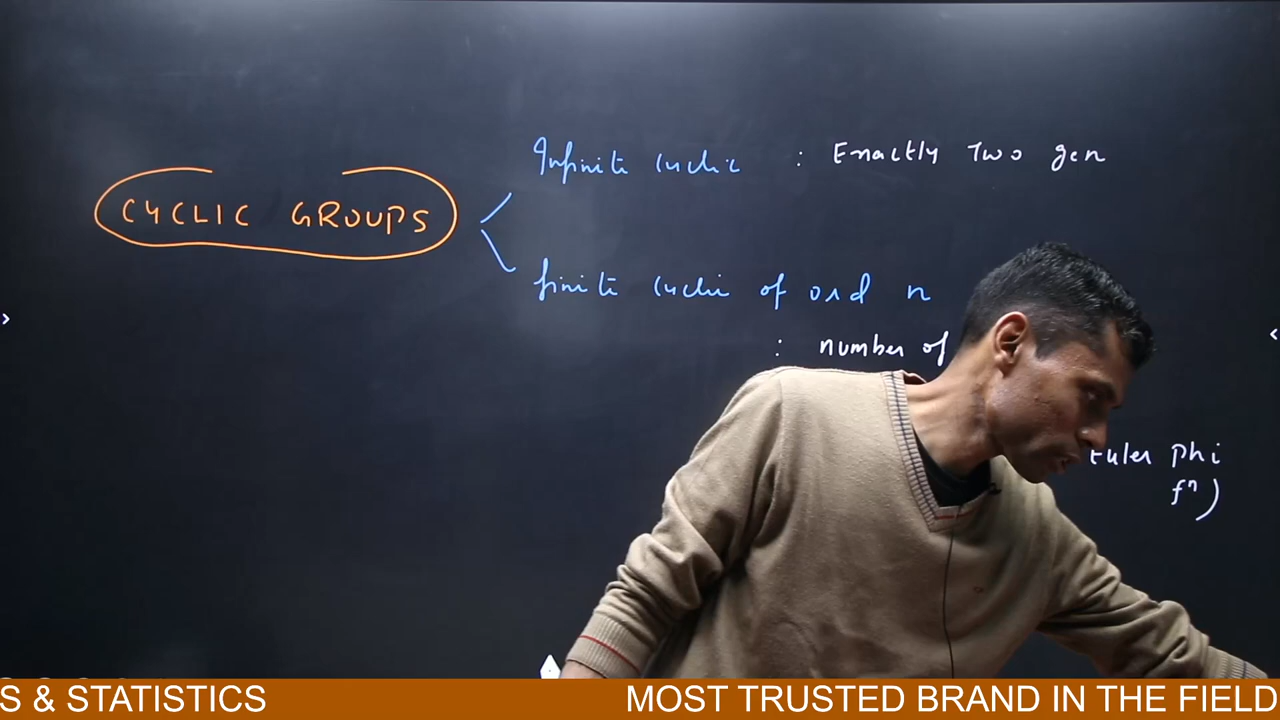 Infinite cyclic : Exactly Two gen
CYCLIC GROUPS
finite cyclic of ord n
: number of
Euler Phi
fⁿ)
S & STATISTICS
MOST TRUSTED BRAND IN THE FIELD